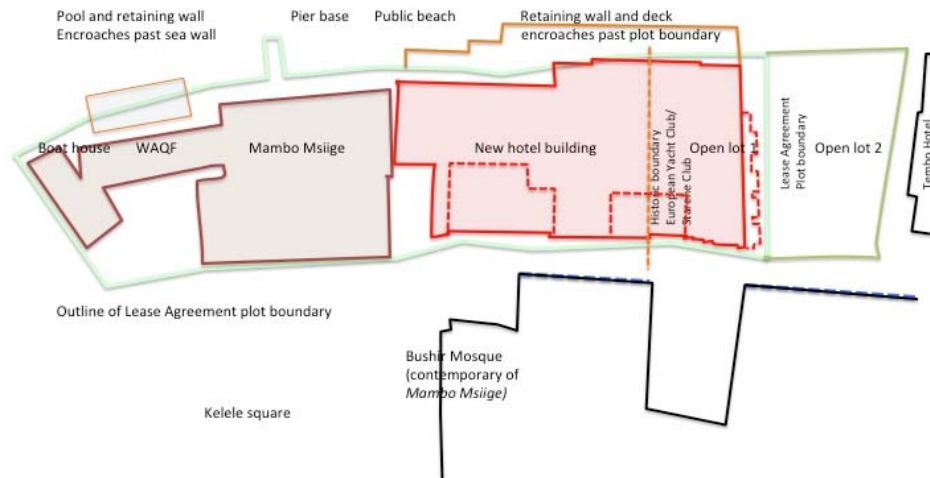 Pool and retaining wall
Encroaches past sea wall
Pier base
Public beach
Retaining wall and deck
encroaches past plot boundary
Boat house
WAQF
Mambo Msiige
New hotel building
Historic boundary
European Yacht Club/
Starehe Club
Open lot 1
Lease Agreement
Plot boundary
Open lot 2
Tembo Hotel
Outline of Lease Agreement plot boundary
Bushir Mosque
(contemporary of
Mambo Msiige)
Kelele square